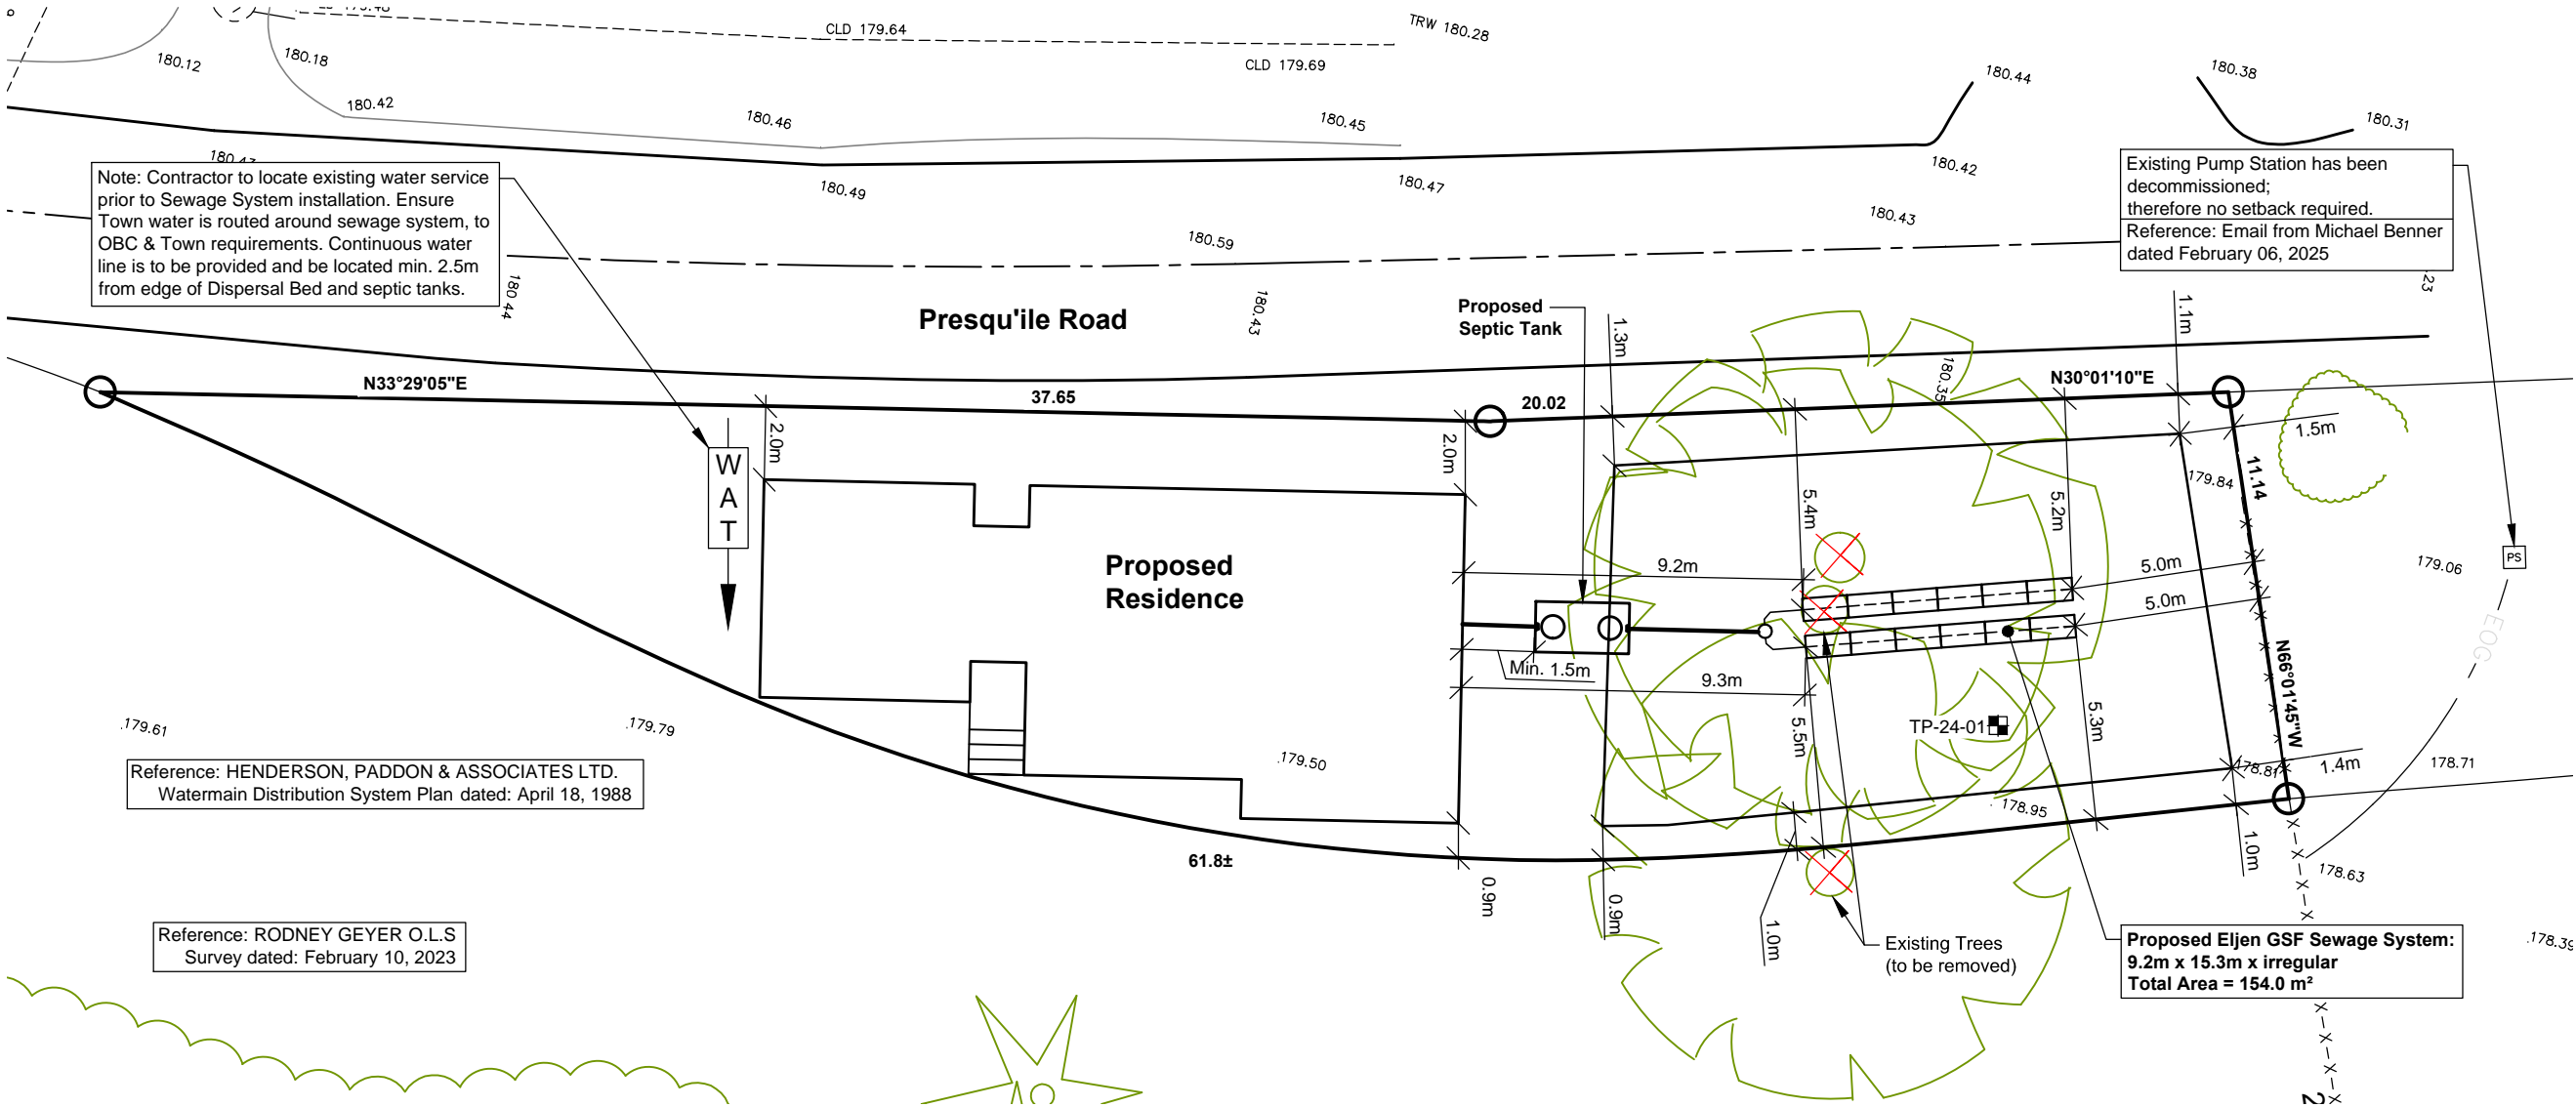 CLD 179.64
TRW 180.28
CLD 179.69
180.12
180.18
180.42
180.46
180.45
180.44
180.38
180.31
180.49
180.47
180.42
180.43
180.59
180.44
180.43
Note: Contractor to locate existing water service
prior to Sewage System installation. Ensure
Town water is routed around sewage system, to
OBC & Town requirements. Continuous water
line is to be provided and be located min. 2.5m
from edge of Dispersal Bed and septic tanks.
Existing Pump Station has been
decommissioned;
therefore no setback required.
Reference: Email from Michael Benner
dated February 06, 2025
23
Presqu'ile Road
Proposed
Septic Tank
1.3m
1.1m
180.35
N33°29'05"E
37.65
20.02
N30°01'10"E
2.0m
2.0m
1.5m
11.14
179.84
WAT
5.4m
5.2m
Proposed
Residence
9.2m
5.0m
5.0m
179.06
PS
EOG
Min. 1.5m
9.3m
N66°01'45"W
TP-24-01
5.5m
5.3m
179.61
179.79
179.50
178.81
1.4m
178.71
178.95
Reference: HENDERSON, PADDON & ASSOCIATES LTD.
Watermain Distribution System Plan dated: April 18, 1988
61.8±
0.9m
0.9m
1.0m
1.0m
178.63
Reference: RODNEY GEYER O.L.S
Survey dated: February 10, 2023
Existing Trees
(to be removed)
Proposed Eljen GSF Sewage System:
9.2m x 15.3m x irregular
Total Area = 154.0 m²
178.39